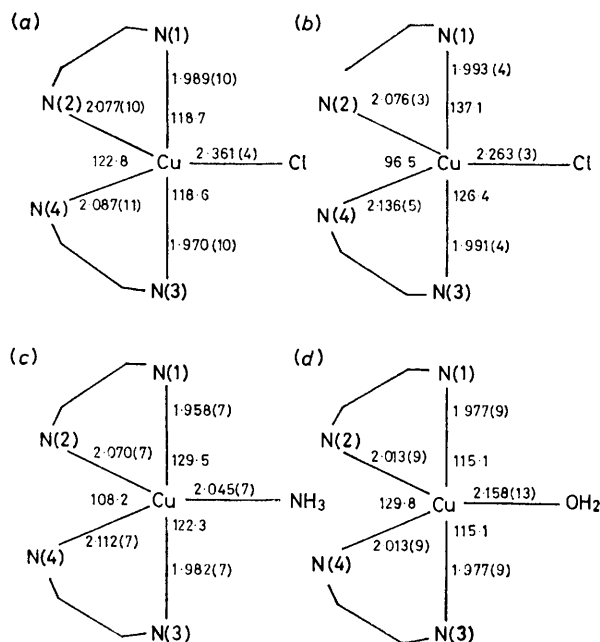 (a)
N(1)
1·989(10)
N(2)
2·077(10)
118·7
122·8
Cu
2·361(4)
Cl
118·6
N(4)
2·087(11)
1·970(10)
N(3)
(b)
N(1)
1·993(4)
N(2)
2·076(3)
137·1
96·5
Cu
2·263(3)
Cl
126·4
N(4)
2·136(5)
1·991(4)
N(3)
(c)
N(1)
1·958(7)
N(2)
2·070(7)
129·5
108·2
Cu
2·045(7)
NH₃
122·3
N(4)
2·112(7)
1·982(7)
N(3)
(d)
N(1)
1·977(9)
N(2)
2·013(9)
115·1
129·8
Cu
2·158(13)
OH₂
115·1
N(4)
2·013(9)
1·977(9)
N(3)